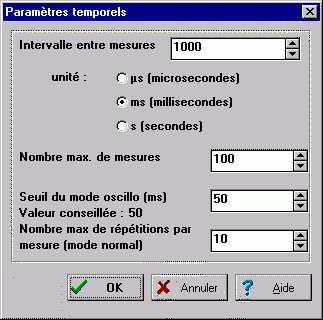 Paramètres temporels
Intervalle entre mesures 1000
unité : µs (microsecondes)
ms (millisecondes)
s (secondes)
Nombre max. de mesures 100
Seuil du mode oscillo (ms) 50
Valeur conseillée : 50
Nombre max de répétitions par
mesure (mode normal) 10
OK Annuler ? Aide